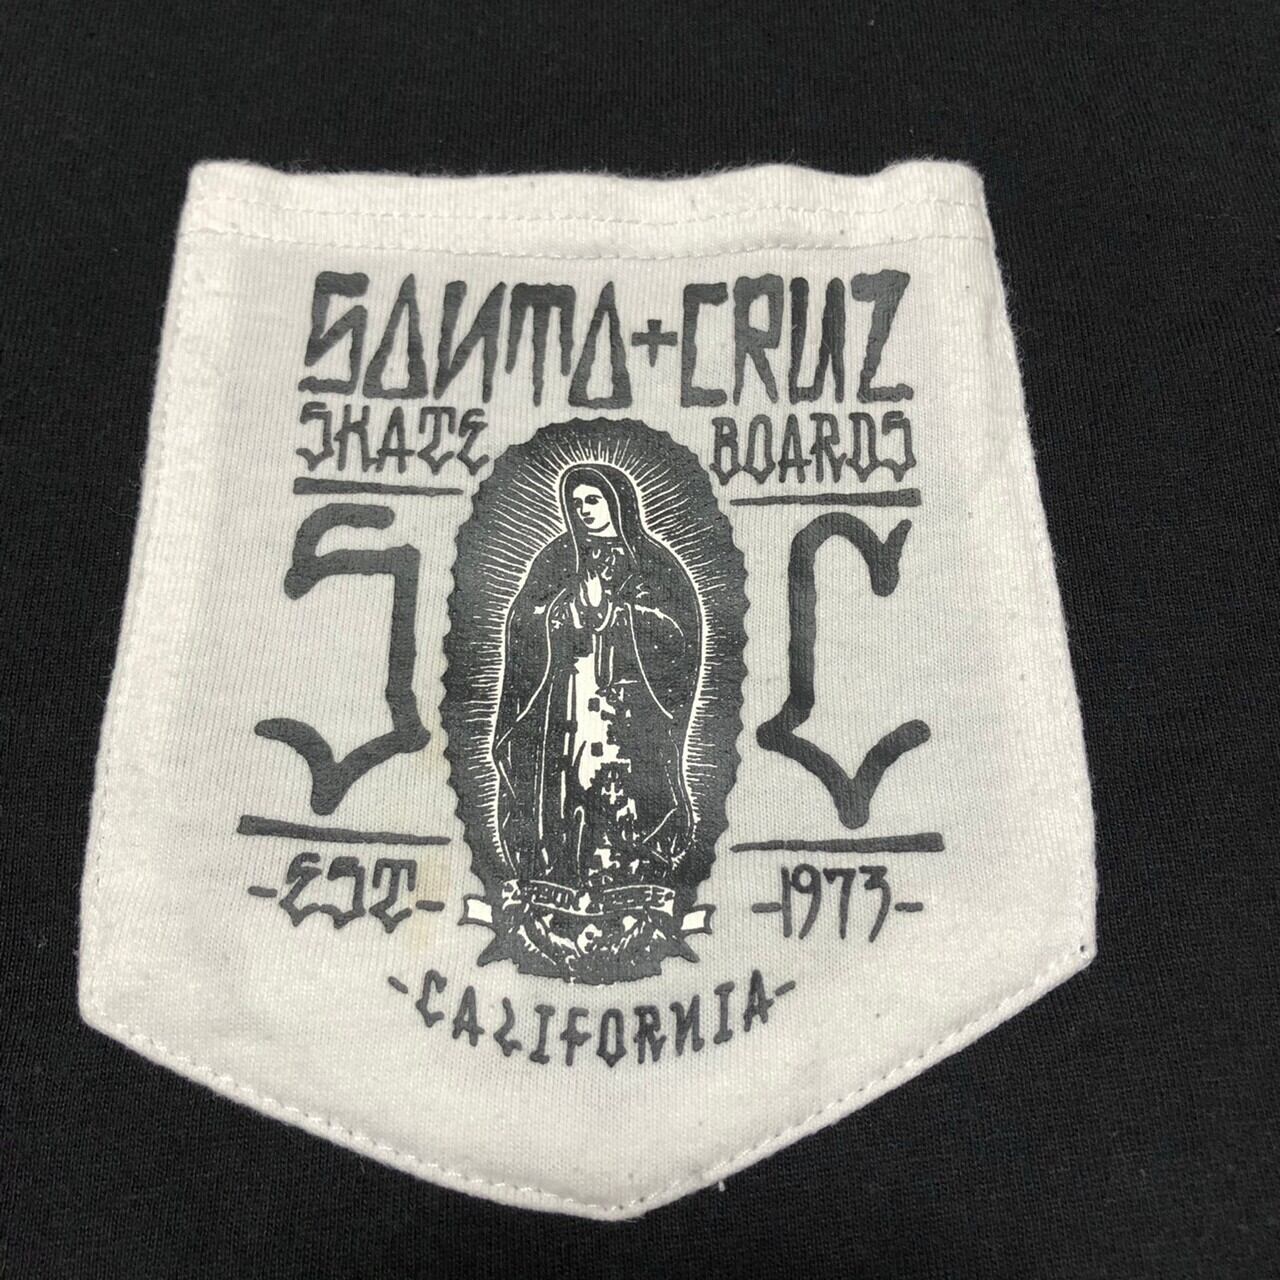 SANTA+CRUZ
SKATE BOARDS
S C
-EST- -1973-
-CALIFORNIA-